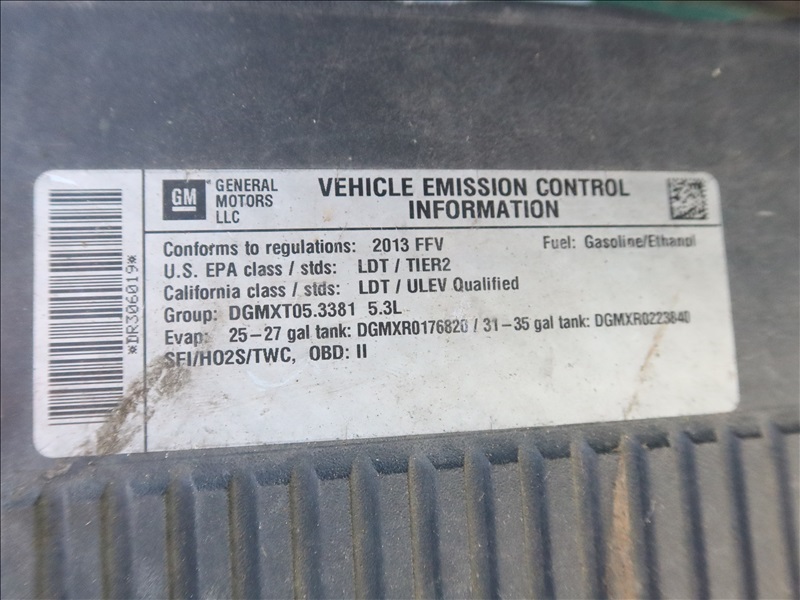 GM GENERAL MOTORS LLC
VEHICLE EMISSION CONTROL INFORMATION
Conforms to regulations: 2013 FFV Fuel: Gasoline/Ethanol
U.S. EPA class / stds: LDT / TIER2
California class / stds: LDT / ULEV Qualified
Group: DGMXT05.3381 5.3L
Evap: 25-27 gal tank: DGMXR0176820 / 31-35 gal tank: DGMXR0223840
SFI/HO2S/TWC, OBD: II
*DR306019*